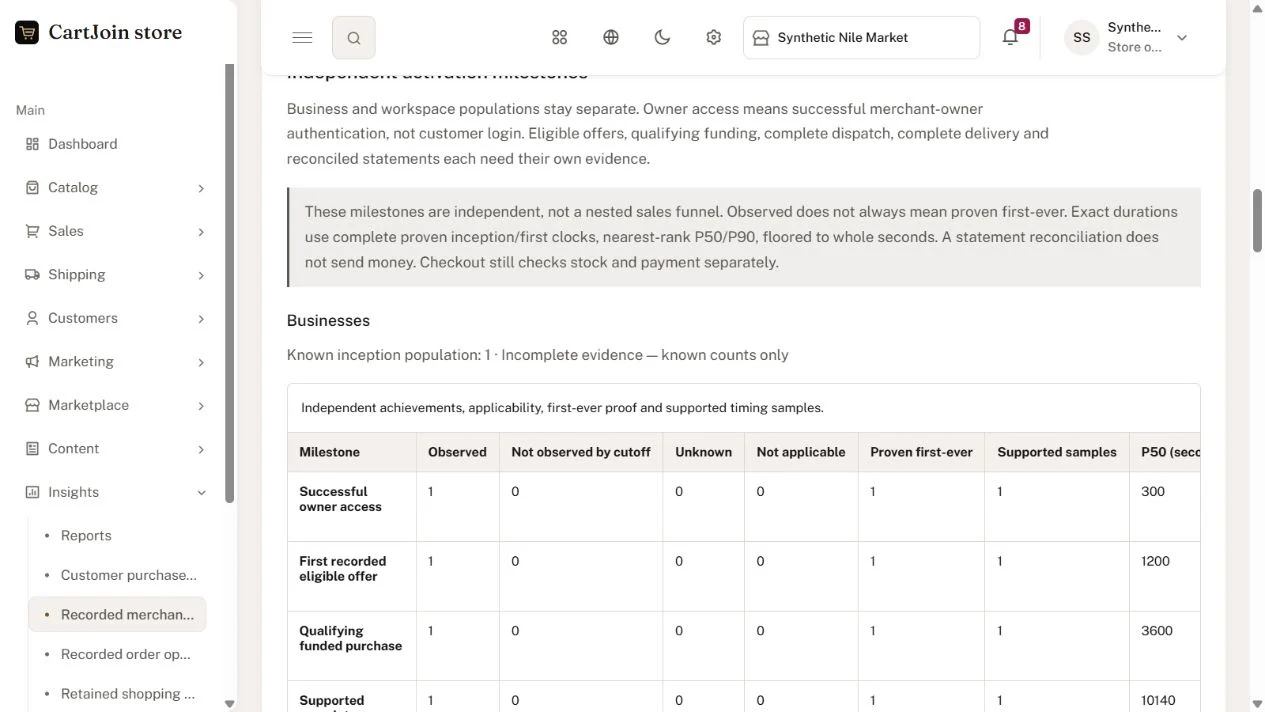 CartJoin store
Synthetic Nile Market
8
SS
Synthe...
Store o...
Main
Dashboard
Catalog
Sales
Shipping
Customers
Marketing
Marketplace
Content
Insights
Reports
Customer purchase...
Recorded merchan...
Recorded order op...
Retained shopping ...
Independent activation milestones
Business and workspace populations stay separate. Owner access means successful merchant-owner
authentication, not customer login. Eligible offers, qualifying funding, complete dispatch, complete delivery and
reconciled statements each need their own evidence.
These milestones are independent, not a nested sales funnel. Observed does not always mean proven first-ever. Exact durations
use complete proven inception/first clocks, nearest-rank P50/P90, floored to whole seconds. A statement reconciliation does
not send money. Checkout still checks stock and payment separately.
Businesses
Known inception population: 1 · Incomplete evidence — known counts only
Independent achievements, applicability, first-ever proof and supported timing samples.
Milestone Observed Not observed by cutoff Unknown Not applicable Proven first-ever Supported samples P50 (seco
Successful
owner access 1 0 0 0 1 1 300
First recorded
eligible offer 1 0 0 0 1 1 1200
Qualifying
funded purchase 1 0 0 0 1 1 3600
Supported 1 0 0 0 1 1 10140